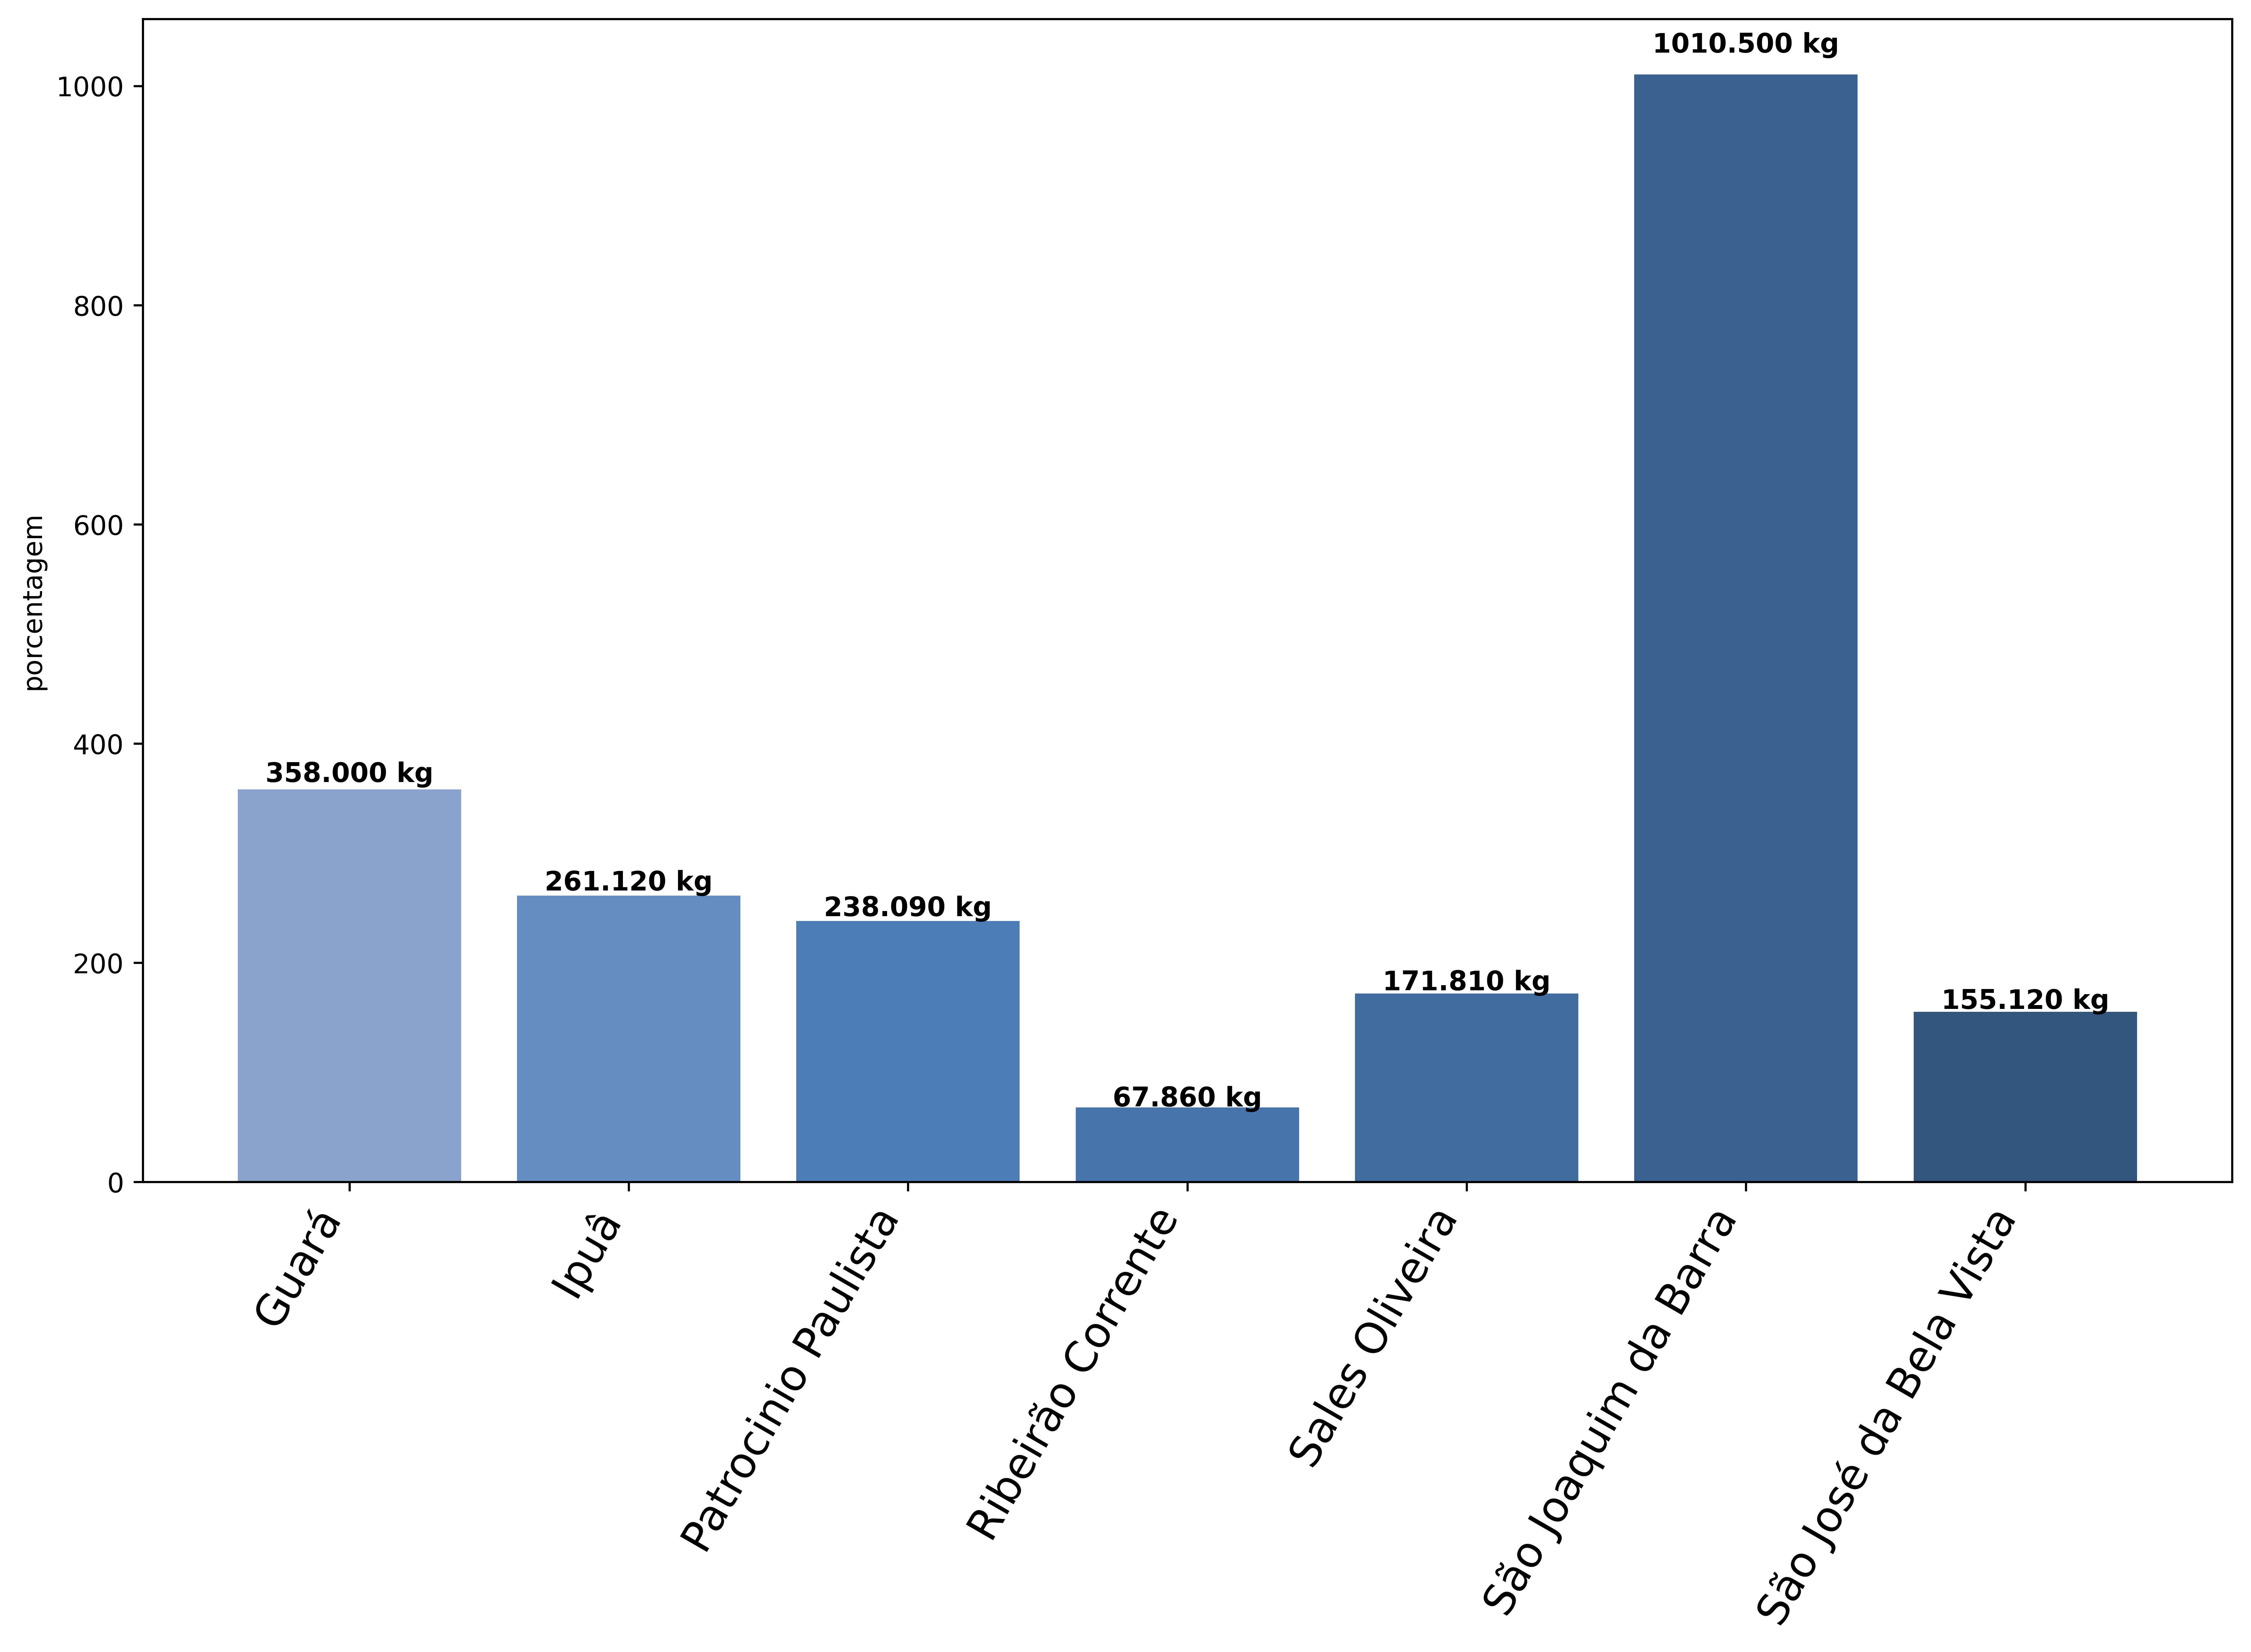 1010.500 kg
1000
800
600
porcentagem
400
358.000 kg
261.120 kg
238.090 kg
200
171.810 kg
155.120 kg
67.860 kg
0
Guará
Ipuâ
Patrocinio Paulista
Ribeirão Corrente
Sales Oliveira
São Joaquim da Barra
São José da Bela Vista